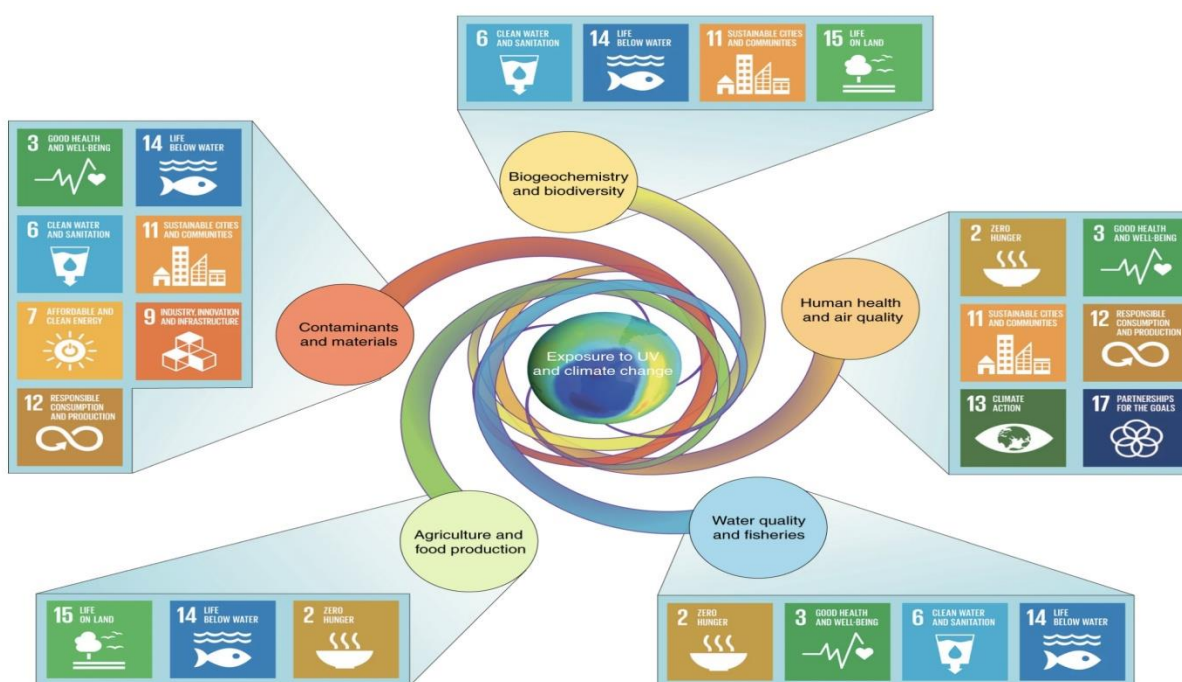 6 CLEAN WATER
AND SANITATION
14 LIFE
BELOW WATER
11 SUSTAINABLE CITIES
AND COMMUNITIES
15 LIFE
ON LAND
Biogeochemistry
and biodiversity
3 GOOD HEALTH
AND WELL-BEING
14 LIFE
BELOW WATER
6 CLEAN WATER
AND SANITATION
11 SUSTAINABLE CITIES
AND COMMUNITIES
7 AFFORDABLE AND
CLEAN ENERGY
9 INDUSTRY, INNOVATION
AND INFRASTRUCTURE
12 RESPONSIBLE
CONSUMPTION
AND PRODUCTION
Contaminants
and materials
Exposure to UV
and climate change
Human health
and air quality
2 ZERO
HUNGER
3 GOOD HEALTH
AND WELL-BEING
11 SUSTAINABLE CITIES
AND COMMUNITIES
12 RESPONSIBLE
CONSUMPTION
AND PRODUCTION
13 CLIMATE
ACTION
17 PARTNERSHIPS
FOR THE GOALS
Agriculture and
food production
Water quality
and fisheries
15 LIFE
ON LAND
14 LIFE
BELOW WATER
2 ZERO
HUNGER
2 ZERO
HUNGER
3 GOOD HEALTH
AND WELL-BEING
6 CLEAN WATER
AND SANITATION
14 LIFE
BELOW WATER